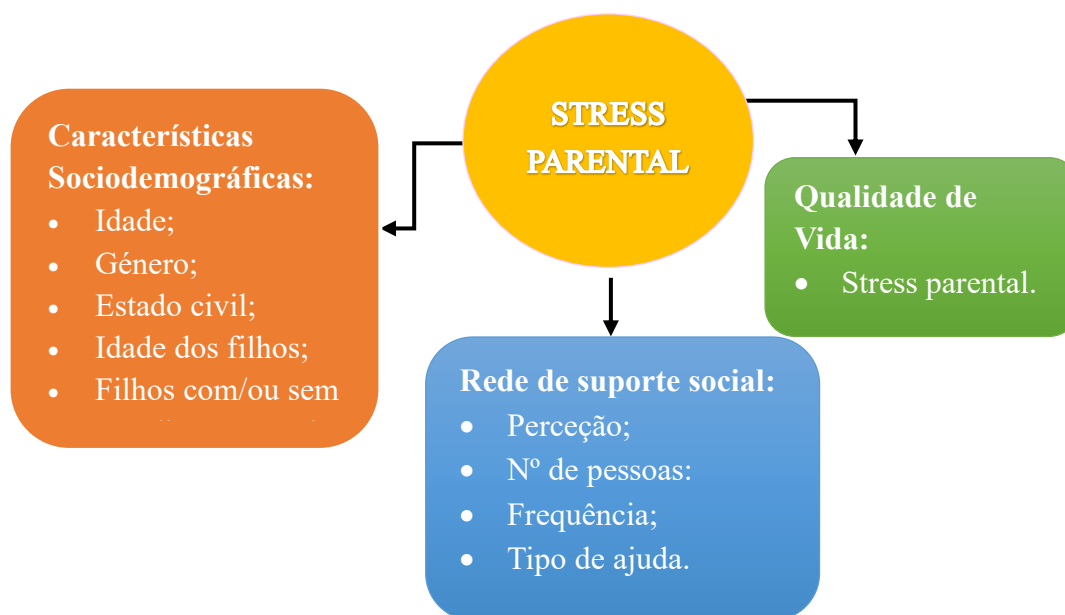 STRESS
PARENTAL
Características
Sociodemográficas:
• Idade;
• Género;
• Estado civil;
• Idade dos filhos;
• Filhos com/ou sem
Rede de suporte social:
• Perceção;
• Nº de pessoas:
• Frequência;
• Tipo de ajuda.
Qualidade de
Vida:
• Stress parental.